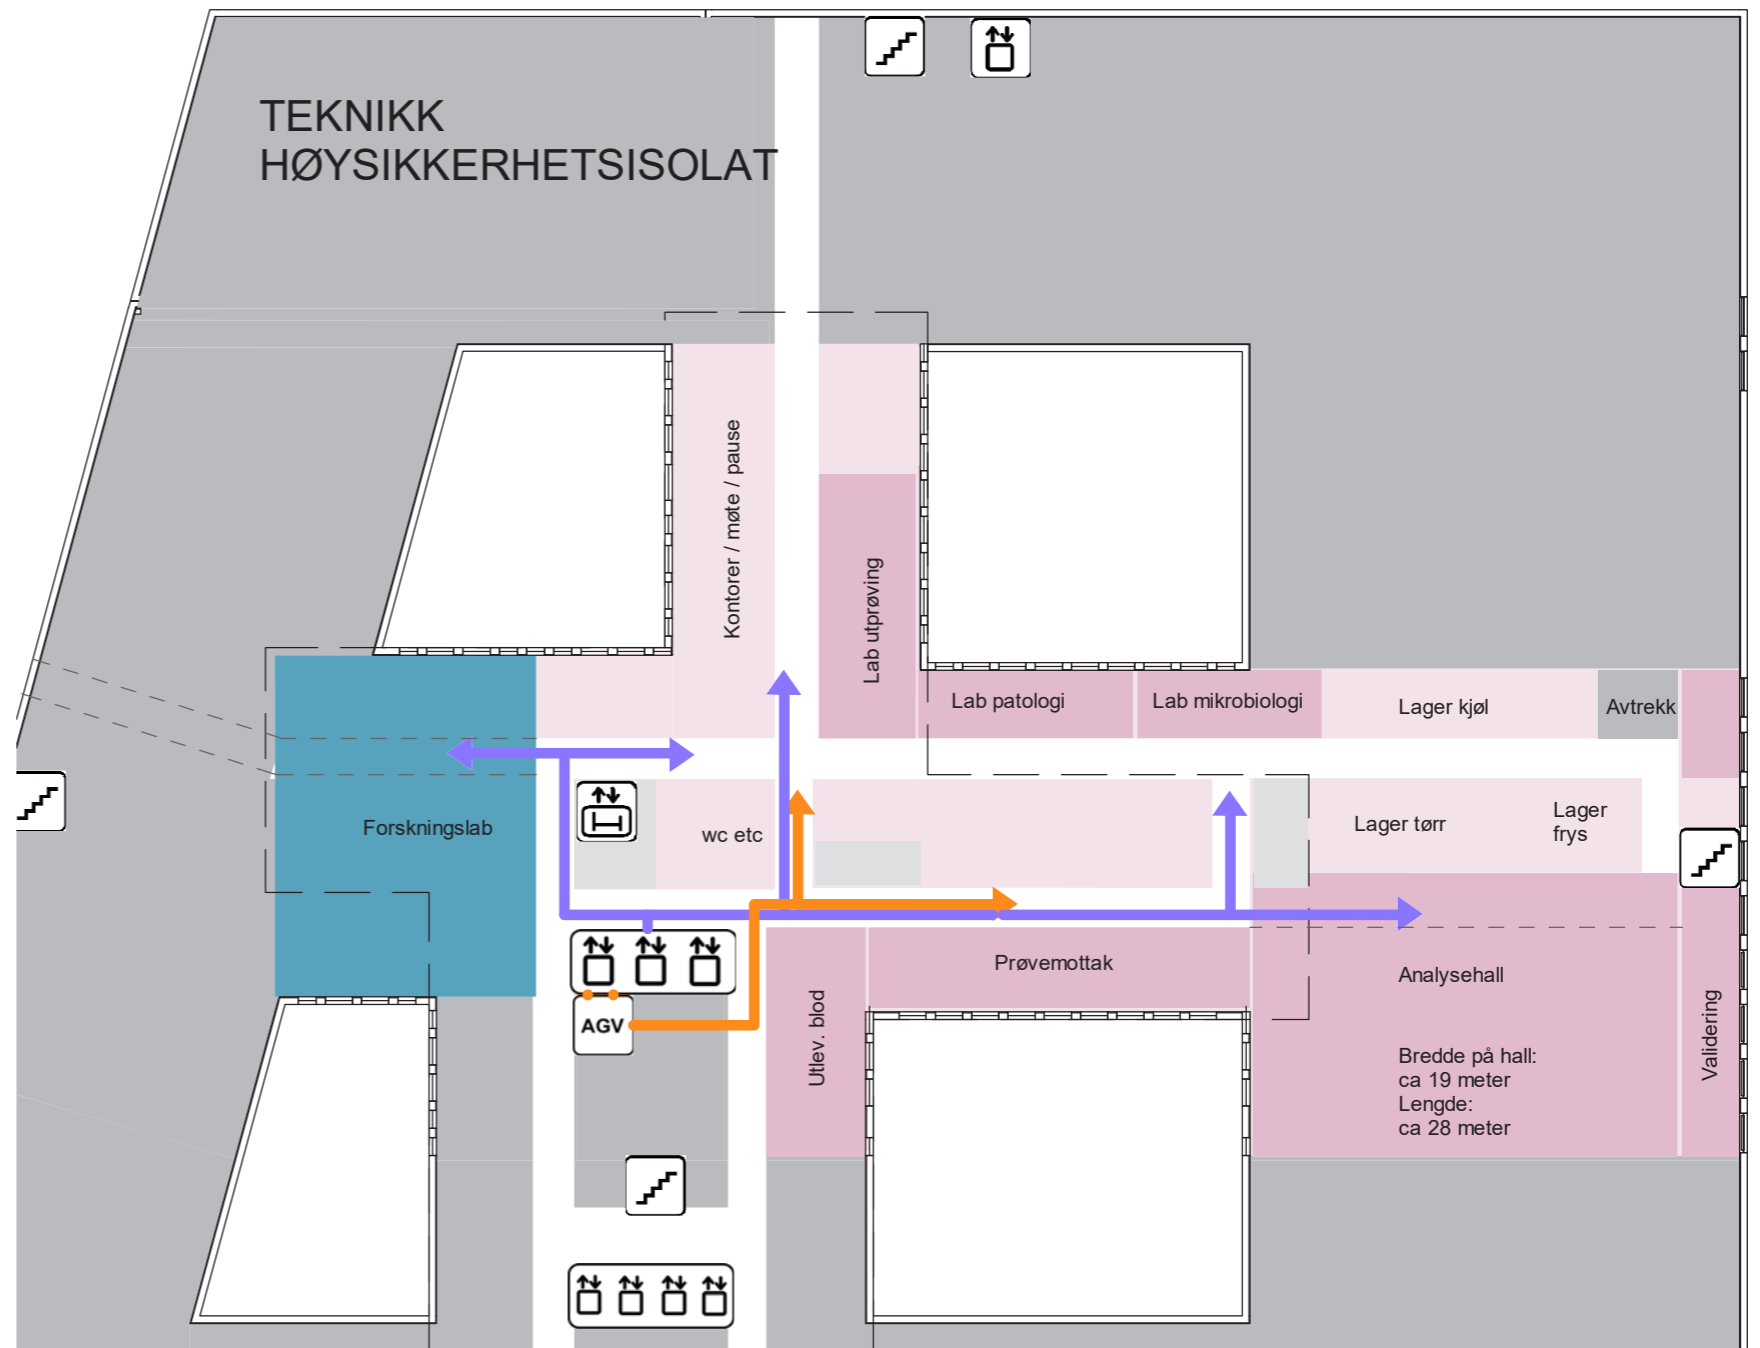 TEKNIKK
HØYSIKKERHETSISOLAT
Kontorer / møte / pause
Lab utprøving
Lab patologi
Lab mikrobiologi
Lager kjøl
Avtrekk
Forskningslab
wc etc
Lager tørr
Lager
frys
Prøvemottak
Analysehall
AGV
Utlev. blod
Bredde på hall:
ca 19 meter
Lengde:
ca 28 meter
Validering